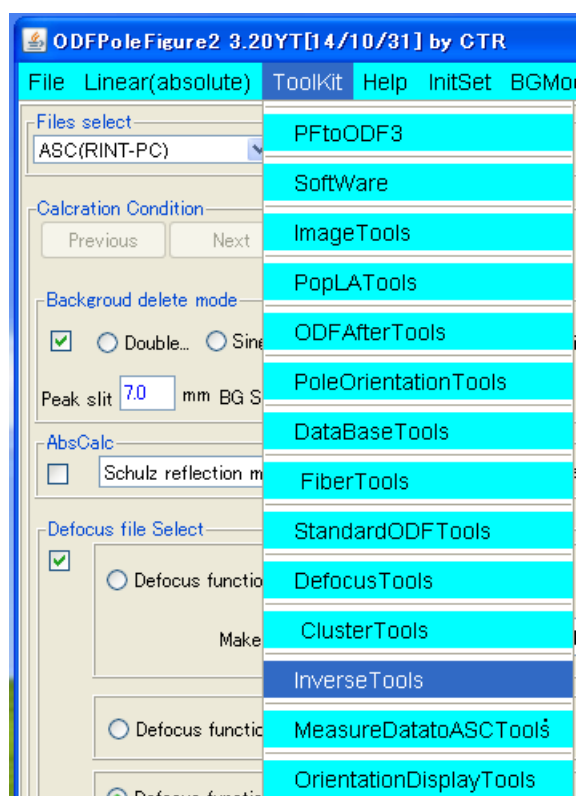 ODFPoleFigure2 3.20YT[14/10/31] by CTR
File Linear(absolute) ToolKit Help InitSet BGMo
Files select
ASC(RINT-PC)
Calcration Condition
Previous Next
Backgroud delete mode
Double... Sin
Peak slit 7.0 mm BG S
AbsCalc
Schulz reflection m
Defocus file Select
Defocus functio
Make
Defocus functio
Defocus functio
PFtoODF3
SoftWare
ImageTools
PopLATools
ODFAfterTools
PoleOrientationTools
DataBaseTools
FiberTools
StandardODFTools
DefocusTools
ClusterTools
InverseTools
MeasureDatatoASCTools
OrientationDisplayTools